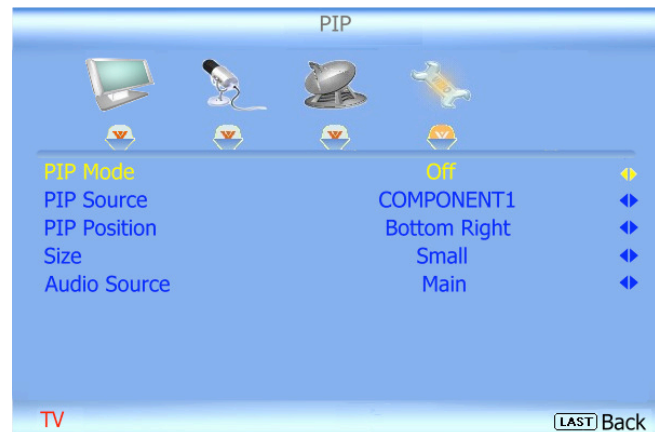 PIP
PIP Mode Off
PIP Source COMPONENT1
PIP Position Bottom Right
Size Small
Audio Source Main
TV LAST Back